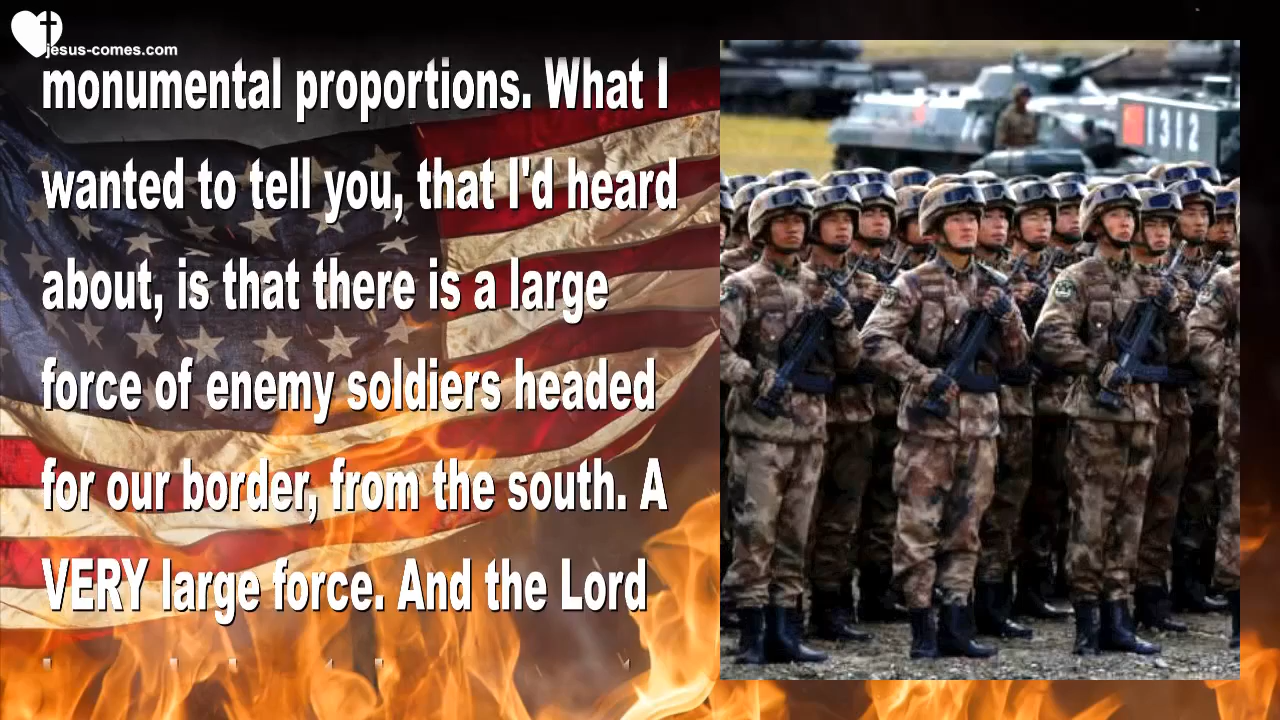 jesus-comes.com
monumental proportions. What I
wanted to tell you, that I'd heard
about, is that there is a large
force of enemy soldiers headed
for our border, from the south. A
VERY large force. And the Lord
1312